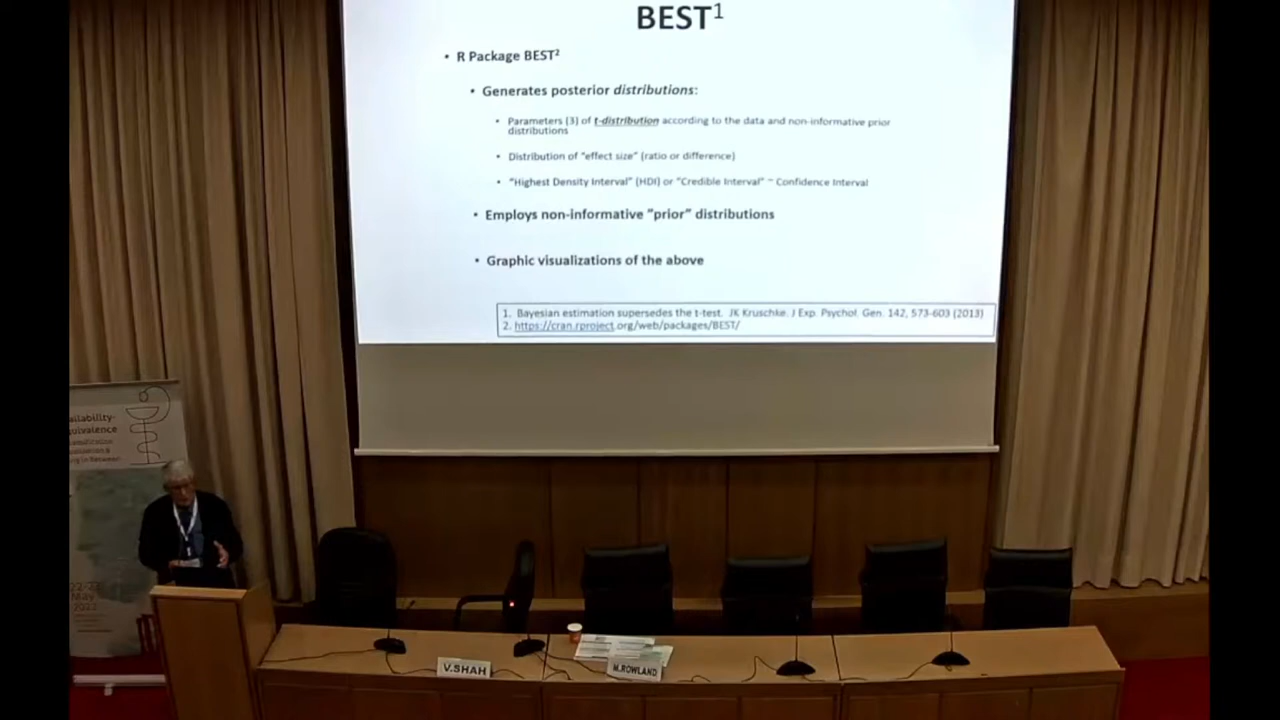 BEST¹
• R Package BEST²
• Generates posterior distributions:
• Parameters (3) of t-distribution according to the data and non-informative prior
distributions
• Distribution of "effect size" (ratio or difference)
• "Highest Density Interval" (HDI) or "Credible Interval" ~ Confidence Interval
• Employs non-informative "prior" distributions
• Graphic visualizations of the above
1. Bayesian estimation supersedes the t-test. JK Kruschke. J Exp. Psychol. Gen. 142, 573-603 (2013)
2. https://cran.rproject.org/web/packages/BEST/
May
V.SHAH
M.ROWLAND